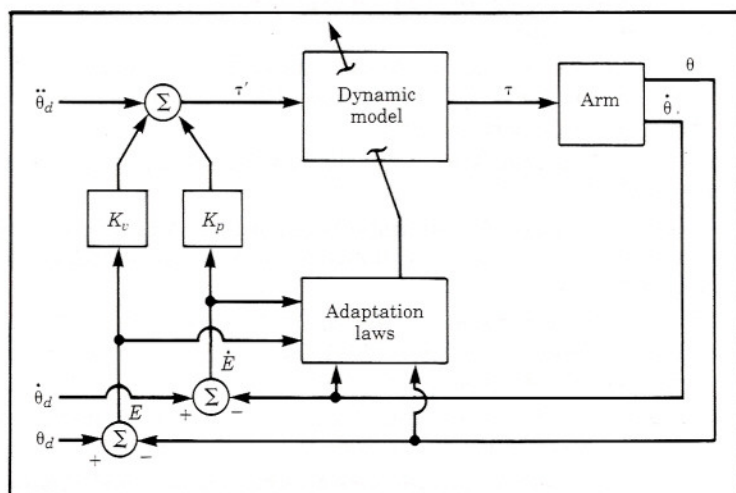 θ̈d
Σ
τ′
Dynamic
model
τ
Arm
θ
θ̇
Kv
Kp
Adaptation
laws
Ė
θ̇d
E
+
Σ
−
θd
+
Σ
−